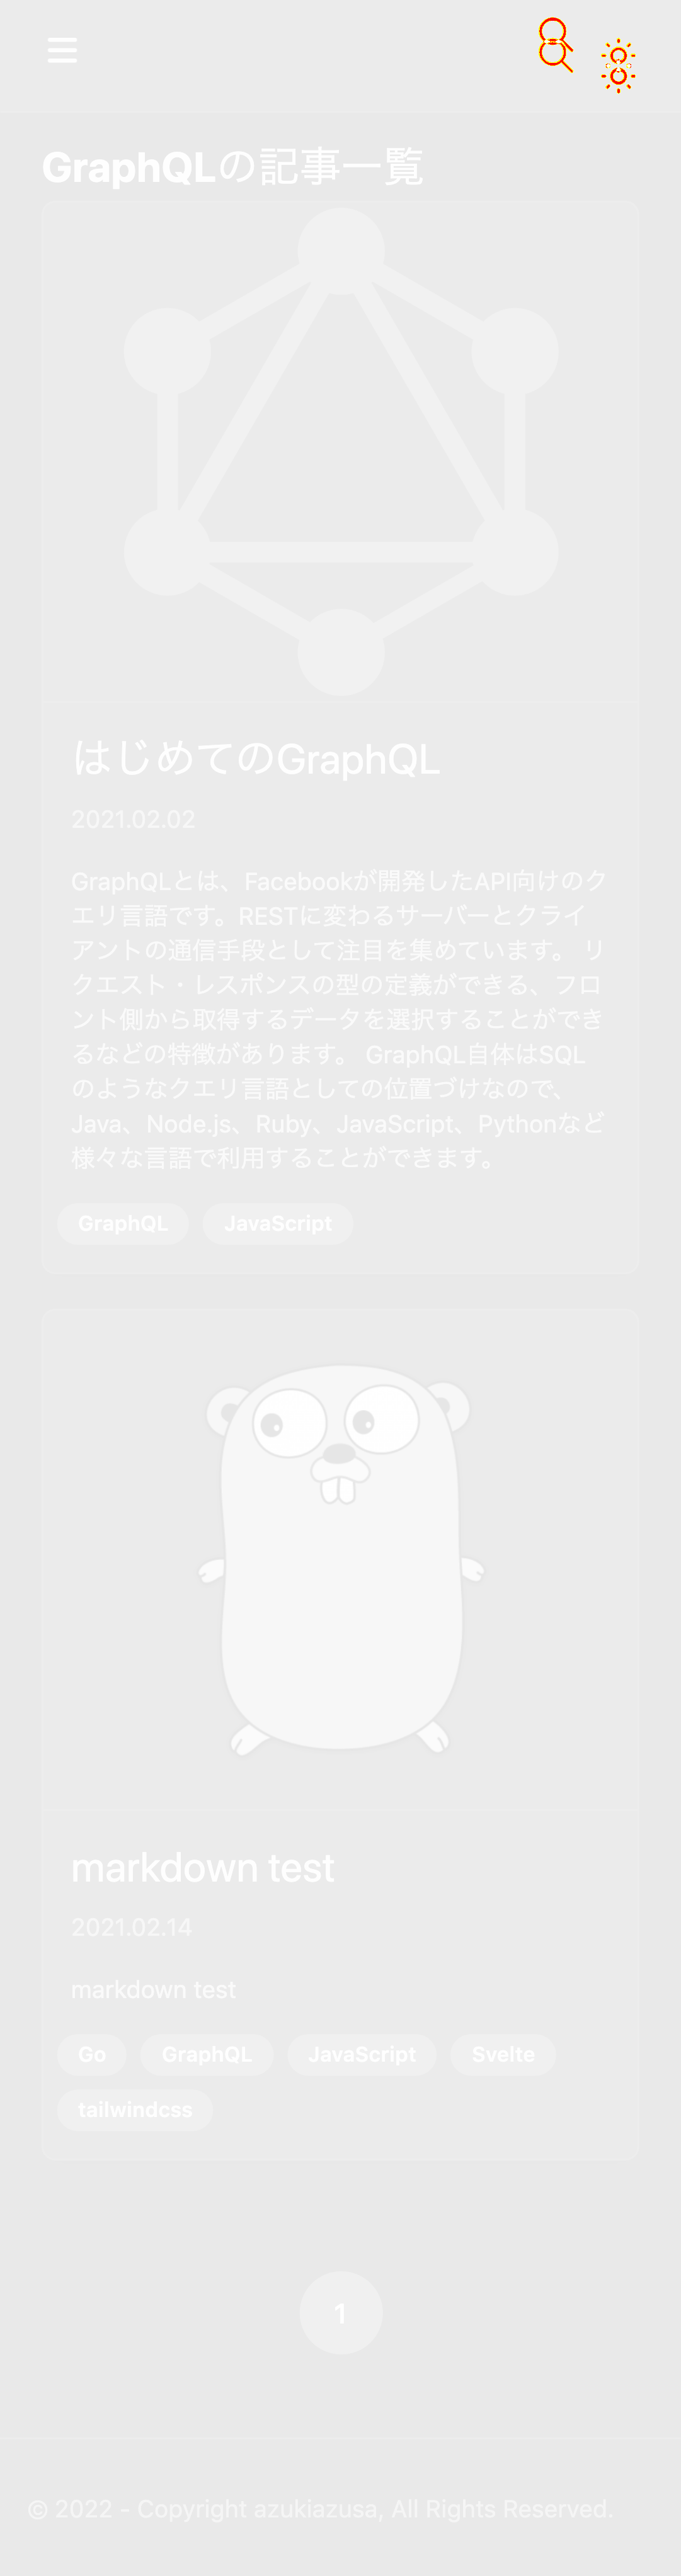 GraphQLの記事一覧
はじめてのGraphQL
2021.02.02
GraphQLとは、Facebookが開発したAPI向けのク
エリ言語です。RESTに変わるサーバーとクライ
アントの通信手段として注目を集めています。 リ
クエスト・レスポンスの型の定義ができる、フロ
ント側から取得するデータを選択することができ
るなどの特徴があります。 GraphQL自体はSQL
のようなクエリ言語としての位置づけなので、
Java、Node.js、Ruby、JavaScript、Pythonなど
様々な言語で利用することができます。
GraphQL JavaScript
markdown test
2021.02.14
markdown test
Go GraphQL JavaScript Svelte
tailwindcss
1
© 2022 - Copyright azukiazusa, All Rights Reserved.